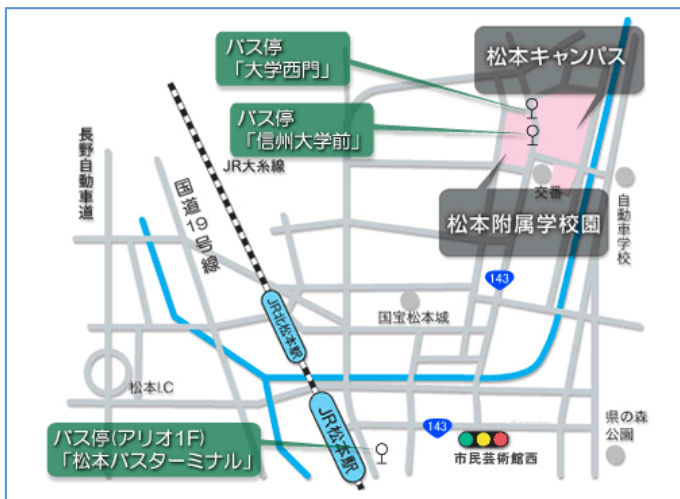 バス停
「大学西門」
松本キャンパス
バス停
「信州大学前」
JR大糸線
長野自動車道
国道19号線
交番
松本附属学校園
自動車学校
143
国宝松本城
JR北松本駅
松本I.C
JR松本駅
143
県の森
公園
バス停(アリオ1F)
「松本バスターミナル」
市民芸術館西